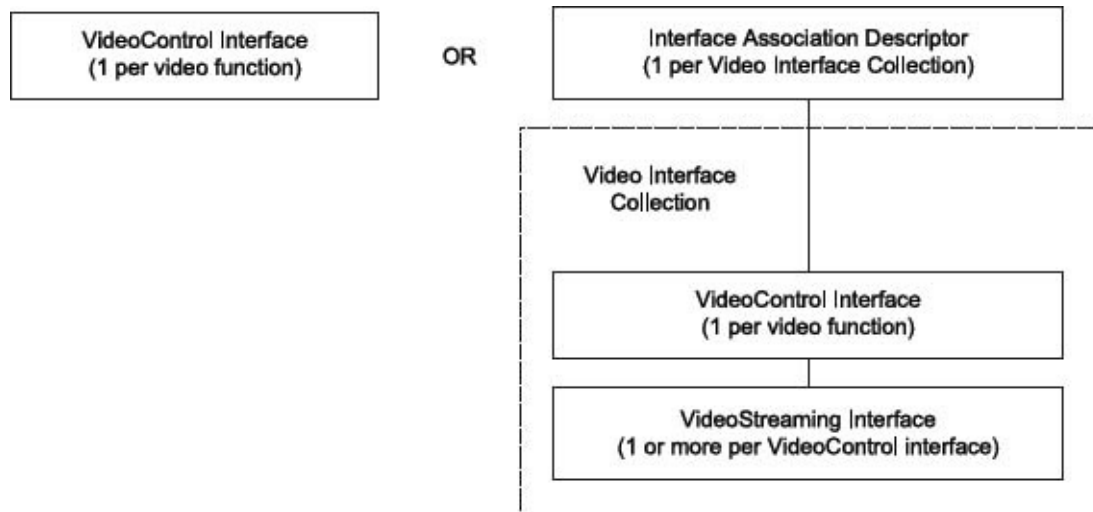 VideoControl Interface
(1 per video function)
OR
Interface Association Descriptor
(1 per Video Interface Collection)
Video Interface
Collection
VideoControl Interface
(1 per video function)
VideoStreaming Interface
(1 or more per VideoControl interface)